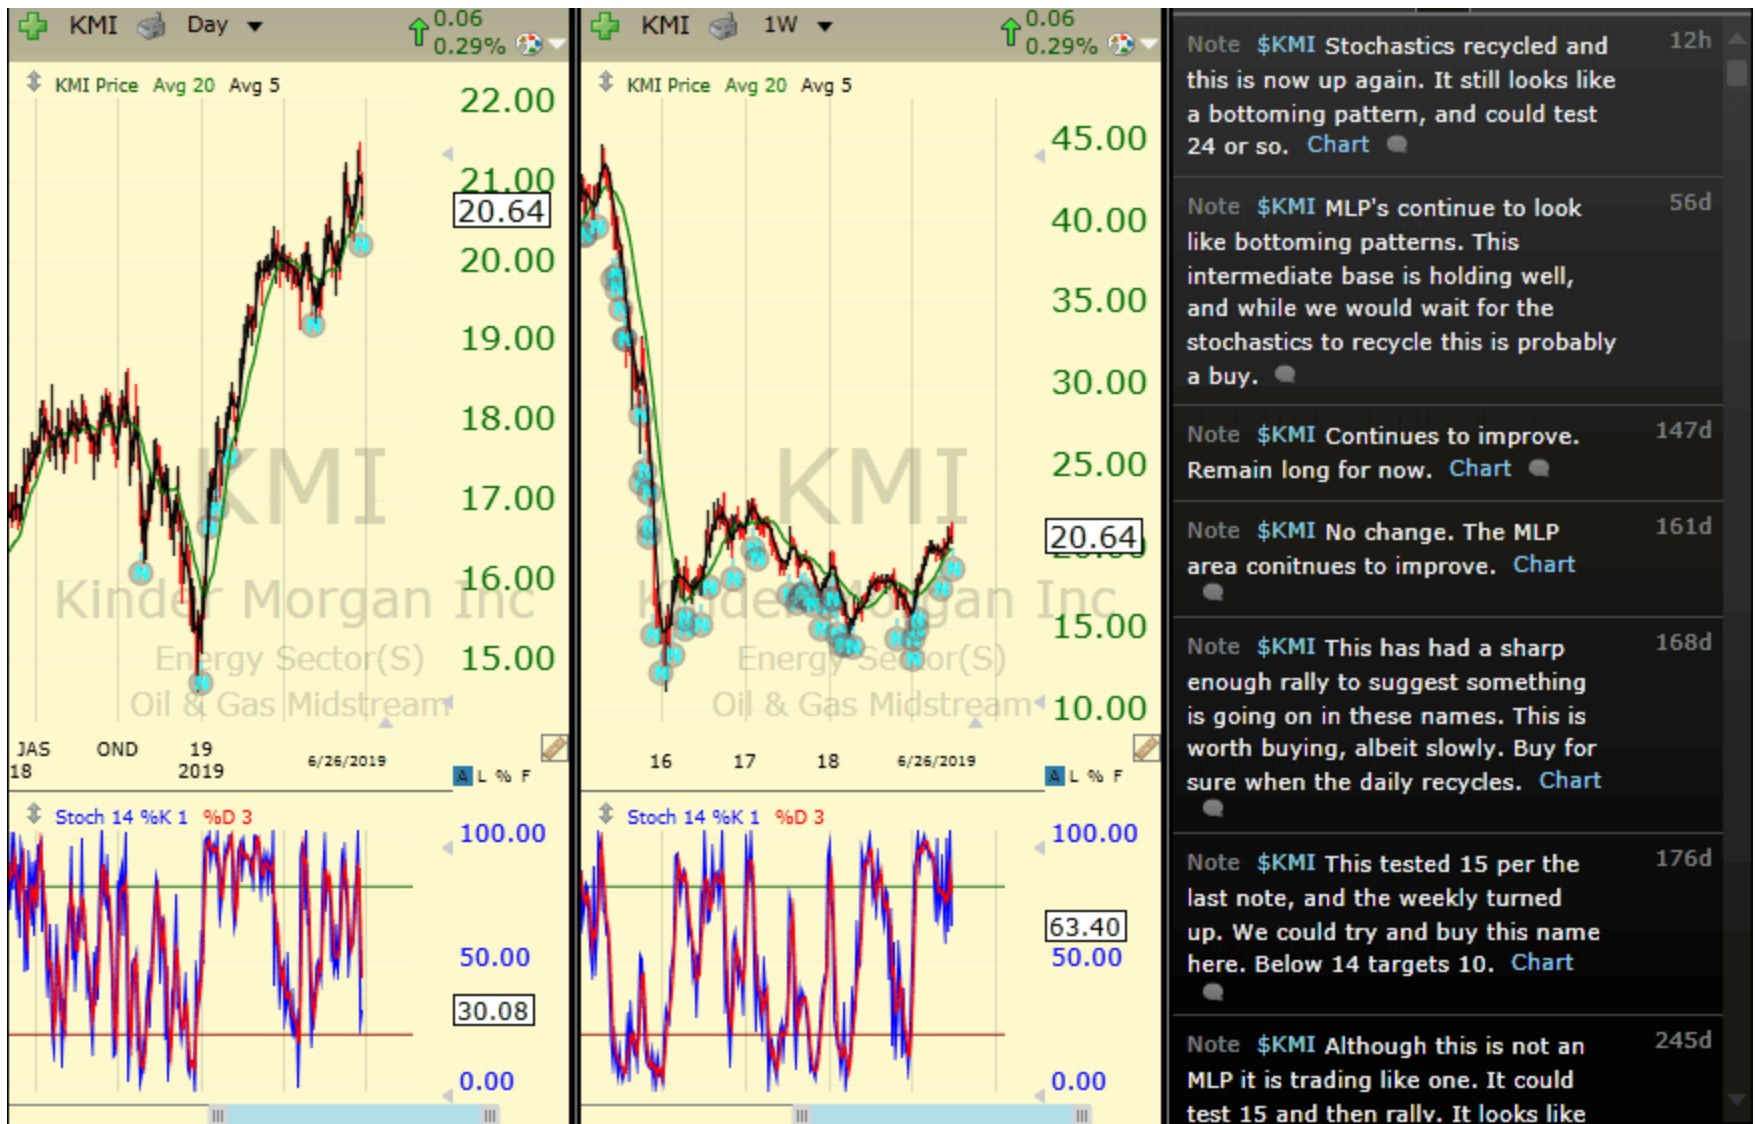 KMI Day 0.06
0.29%
KMI Price Avg 20 Avg 5
22.00
21.00
20.64
20.00
19.00
18.00
17.00
16.00
15.00
KMI
Kinder Morgan Inc
Energy Sector(S)
Oil & Gas Midstream
JAS OND 19 6/26/2019
18 2019
A L % F
Stoch 14 %K 1 %D 3
100.00
50.00
30.08
0.00
KMI 1W 0.06
0.29%
KMI Price Avg 20 Avg 5
45.00
40.00
35.00
30.00
25.00
20.64
20.00
15.00
10.00
KMI
Kinder Morgan Inc
Energy Sector(S)
Oil & Gas Midstream
16 17 18 6/26/2019
A L % F
Stoch 14 %K 1 %D 3
100.00
63.40
50.00
0.00
Note $KMI Stochastics recycled and 12h
this is now up again. It still looks like
a bottoming pattern, and could test
24 or so. Chart
Note $KMI MLP's continue to look 56d
like bottoming patterns. This
intermediate base is holding well,
and while we would wait for the
stochastics to recycle this is probably
a buy.
Note $KMI Continues to improve. 147d
Remain long for now. Chart
Note $KMI No change. The MLP 161d
area conitnues to improve. Chart
Note $KMI This has had a sharp 168d
enough rally to suggest something
is going on in these names. This is
worth buying, albeit slowly. Buy for
sure when the daily recycles. Chart
Note $KMI This tested 15 per the 176d
last note, and the weekly turned
up. We could try and buy this name
here. Below 14 targets 10. Chart
Note $KMI Although this is not an 245d
MLP it is trading like one. It could
test 15 and then rally. It looks like